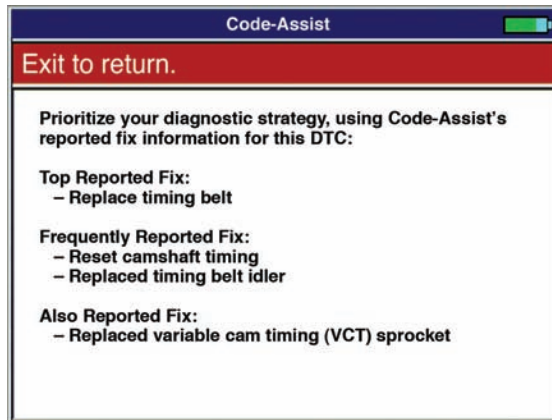 Code-Assist
Exit to return.
Prioritize your diagnostic strategy, using Code-Assist's
reported fix information for this DTC:
Top Reported Fix:
– Replace timing belt
Frequently Reported Fix:
– Reset camshaft timing
– Replaced timing belt idler
Also Reported Fix:
– Replaced variable cam timing (VCT) sprocket